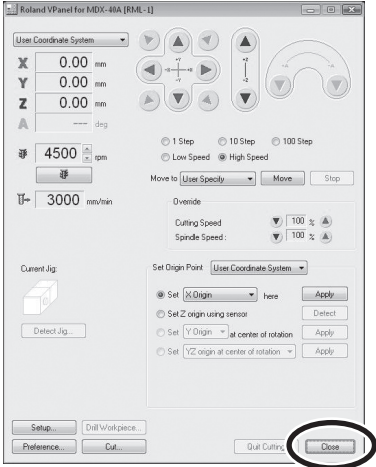 Roland VPanel for MDX-40A [RML-1]
User Coordinate System
X 0.00 mm
Y 0.00 mm
Z 0.00 mm
A --- deg
4500 rpm
3000 mm/min
+Y
-X +X
-Y
+Z
-Z
1 Step 10 Step 100 Step
Low Speed High Speed
Move to User Specify Move Stop
Override
Cutting Speed 100 %
Spindle Speed : 100 %
Current Jig:
Detect Jig...
Set Origin Point User Coordinate System
Set X Origin here Apply
Set Z origin using sensor Detect
Set Y Origin at center of rotation Apply
Set YZ origin at center of rotation Apply
Setup... Drill Workpiece...
Preference... Cut... Quit Cutting Close